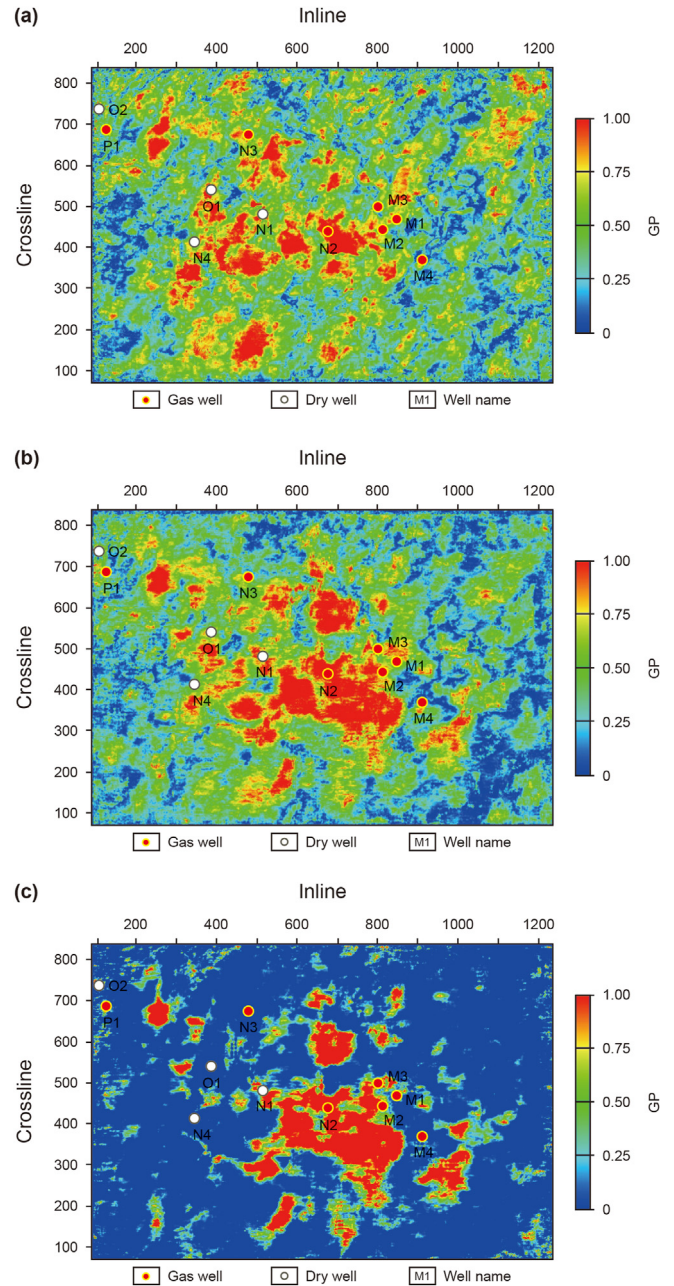 (a)
Inline
200 400 600 800 1000 1200
800
700
600
500
400
300
200
100
Crossline
O2
P1
N3
O1
N1
N4
N2
M3
M1
M2
M4
1.00
0.75
0.50
0.25
0
GP
Gas well
Dry well
M1 Well name
(b)
Inline
200 400 600 800 1000 1200
800
700
600
500
400
300
200
100
Crossline
O2
P1
N3
O1
N1
N4
N2
M3
M1
M2
M4
1.00
0.75
0.50
0.25
0
GP
Gas well
Dry well
M1 Well name
(c)
Inline
200 400 600 800 1000 1200
800
700
600
500
400
300
200
100
Crossline
O2
P1
N3
O1
N1
N4
N2
M3
M1
M2
M4
1.00
0.75
0.50
0.25
0
GP
Gas well
Dry well
M1 Well name